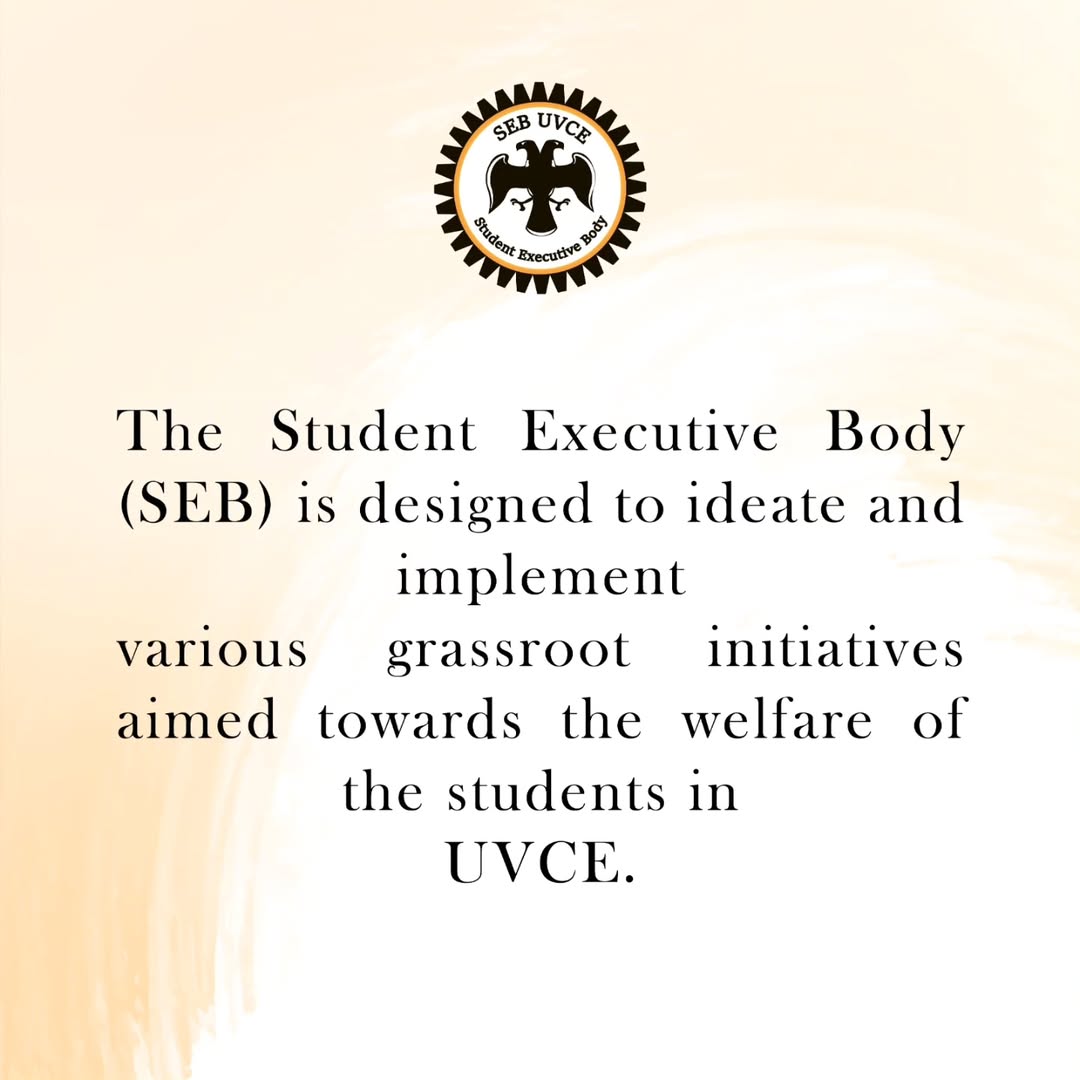 SEB UVCE
Student Executive Body
The Student Executive Body
(SEB) is designed to ideate and
implement
various grassroot initiatives
aimed towards the welfare of
the students in
UVCE.